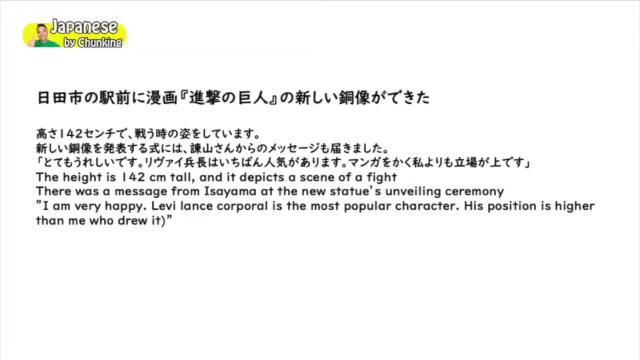 Japanese
by Chunking
日田市の駅前に漫画『進撃の巨人』の新しい銅像ができた
高さ142センチで、戦う時の姿をしています。
新しい銅像を発表する式には、諫山さんからのメッセージも届きました。
「とてもうれしいです。リヴァイ兵長はいちばん人気があります。マンガをかく私よりも立場が上です」
The height is 142 cm tall, and it depicts a scene of a fight
There was a message from Isayama at the new statue's unveiling ceremony
"I am very happy. Levi lance corporal is the most popular character. His position is higher
than me who drew it)"